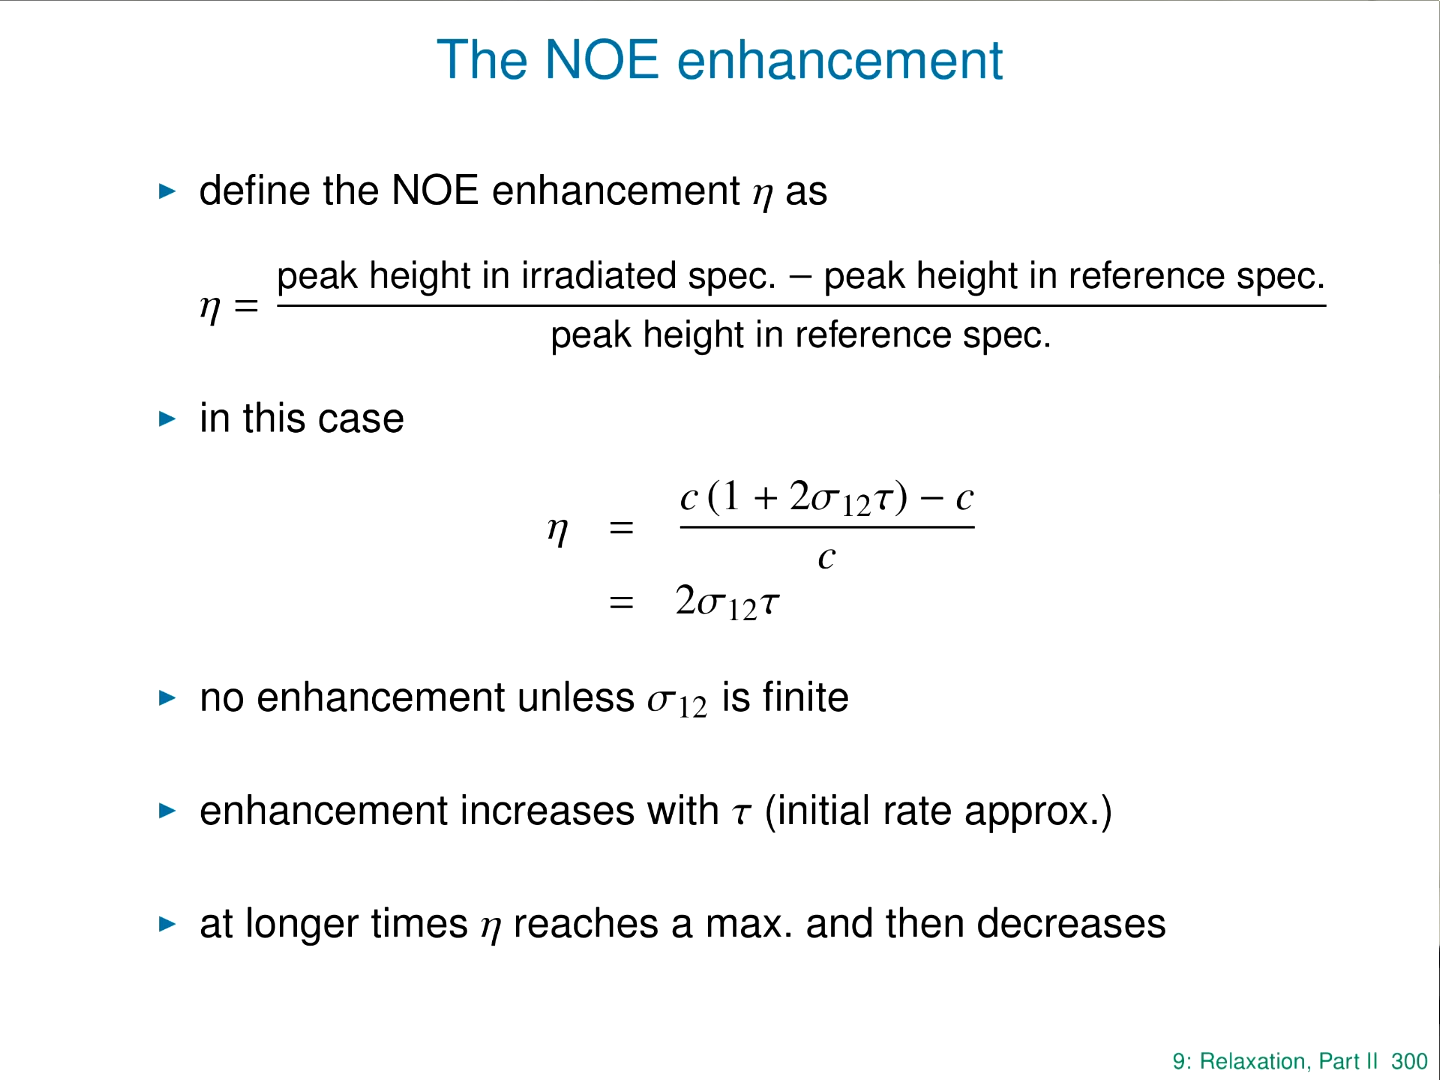 The NOE enhancement
▶ define the NOE enhancement η as
η = (peak height in irradiated spec. − peak height in reference spec.) / (peak height in reference spec.)
▶ in this case
η = (c (1 + 2σ₁₂τ) − c) / c
= 2σ₁₂τ
▶ no enhancement unless σ₁₂ is finite
▶ enhancement increases with τ (initial rate approx.)
▶ at longer times η reaches a max. and then decreases
9: Relaxation, Part II 300